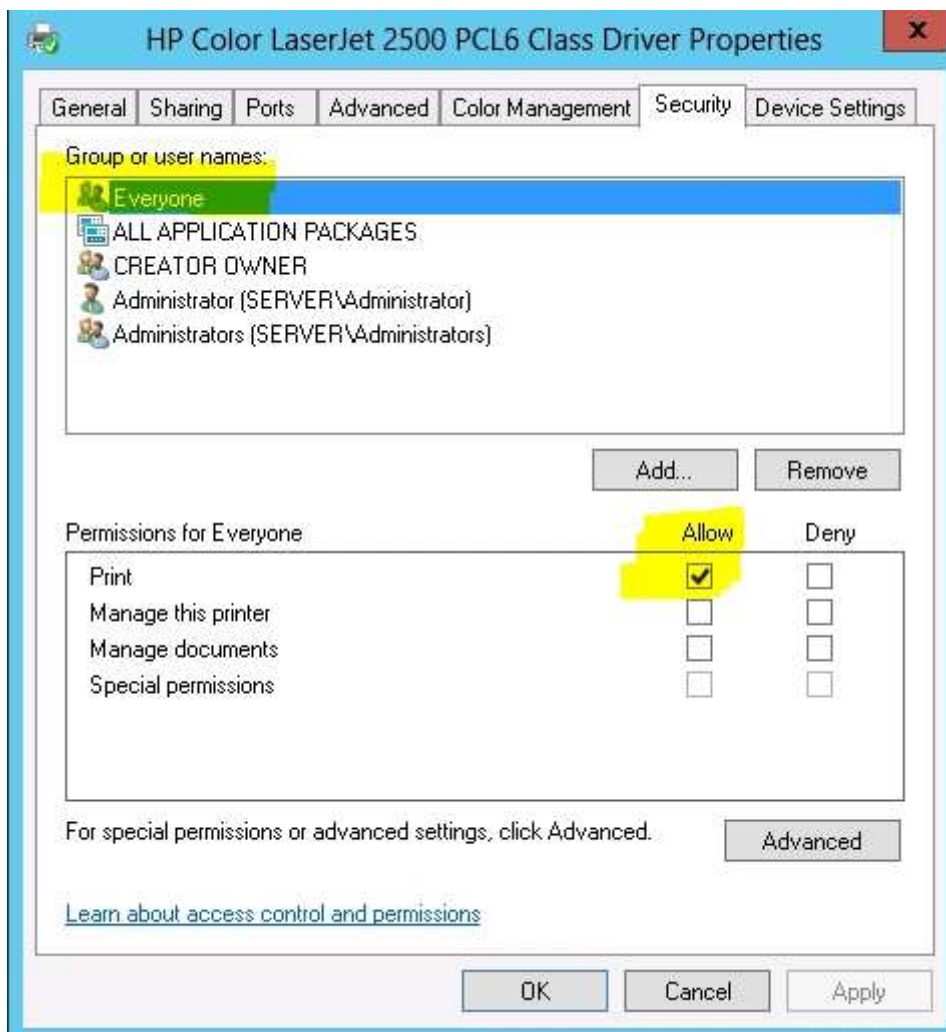 HP Color LaserJet 2500 PCL6 Class Driver Properties
x
General Sharing Ports Advanced Color Management Security Device Settings
Group or user names:
Everyone
ALL APPLICATION PACKAGES
CREATOR OWNER
Administrator (SERVER\Administrator)
Administrators (SERVER\Administrators)
Add... Remove
Permissions for Everyone Allow Deny
Print
Manage this printer
Manage documents
Special permissions
For special permissions or advanced settings, click Advanced. Advanced
Learn about access control and permissions
OK Cancel Apply